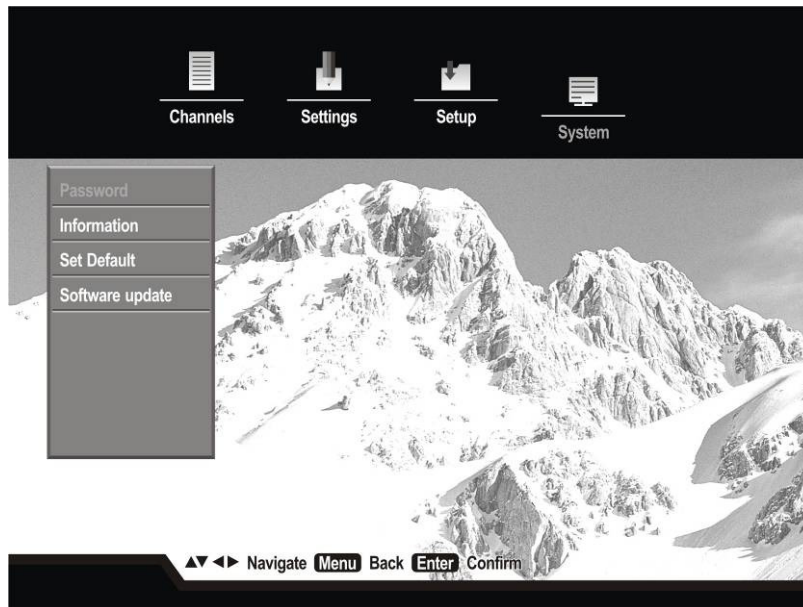 Channels
Settings
Setup
System
Password
Information
Set Default
Software update
Navigate Menu Back Enter Confirm